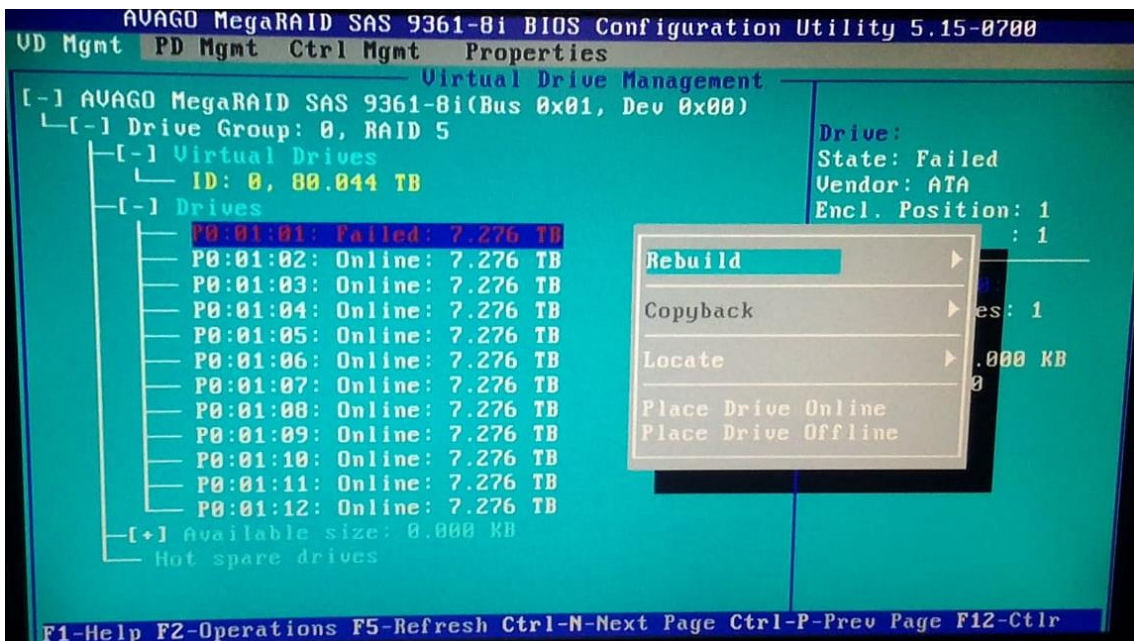 AVAGO MegaRAID SAS 9361-8i BIOS Configuration Utility 5.15-0700
VD Mgmt PD Mgmt Ctrl Mgmt Properties
Virtual Drive Management
[-] AVAGO MegaRAID SAS 9361-8i(Bus 0x01, Dev 0x00)
[-] Drive Group: 0, RAID 5
[-] Virtual Drives
ID: 0, 80.044 TB
[-] Drives
P0:01:01: Failed: 7.276 TB
P0:01:02: Online: 7.276 TB
P0:01:03: Online: 7.276 TB
P0:01:04: Online: 7.276 TB
P0:01:05: Online: 7.276 TB
P0:01:06: Online: 7.276 TB
P0:01:07: Online: 7.276 TB
P0:01:08: Online: 7.276 TB
P0:01:09: Online: 7.276 TB
P0:01:10: Online: 7.276 TB
P0:01:11: Online: 7.276 TB
P0:01:12: Online: 7.276 TB
[+] Available size: 0.000 KB
Hot spare drives
Drive:
State: Failed
Vendor: ATA
Encl. Position: 1
: 1
es: 1
.000 KB
0
Rebuild
Copyback
Locate
Place Drive Online
Place Drive Offline
F1-Help F2-Operations F5-Refresh Ctrl-N-Next Page Ctrl-P-Prev Page F12-Ctlr